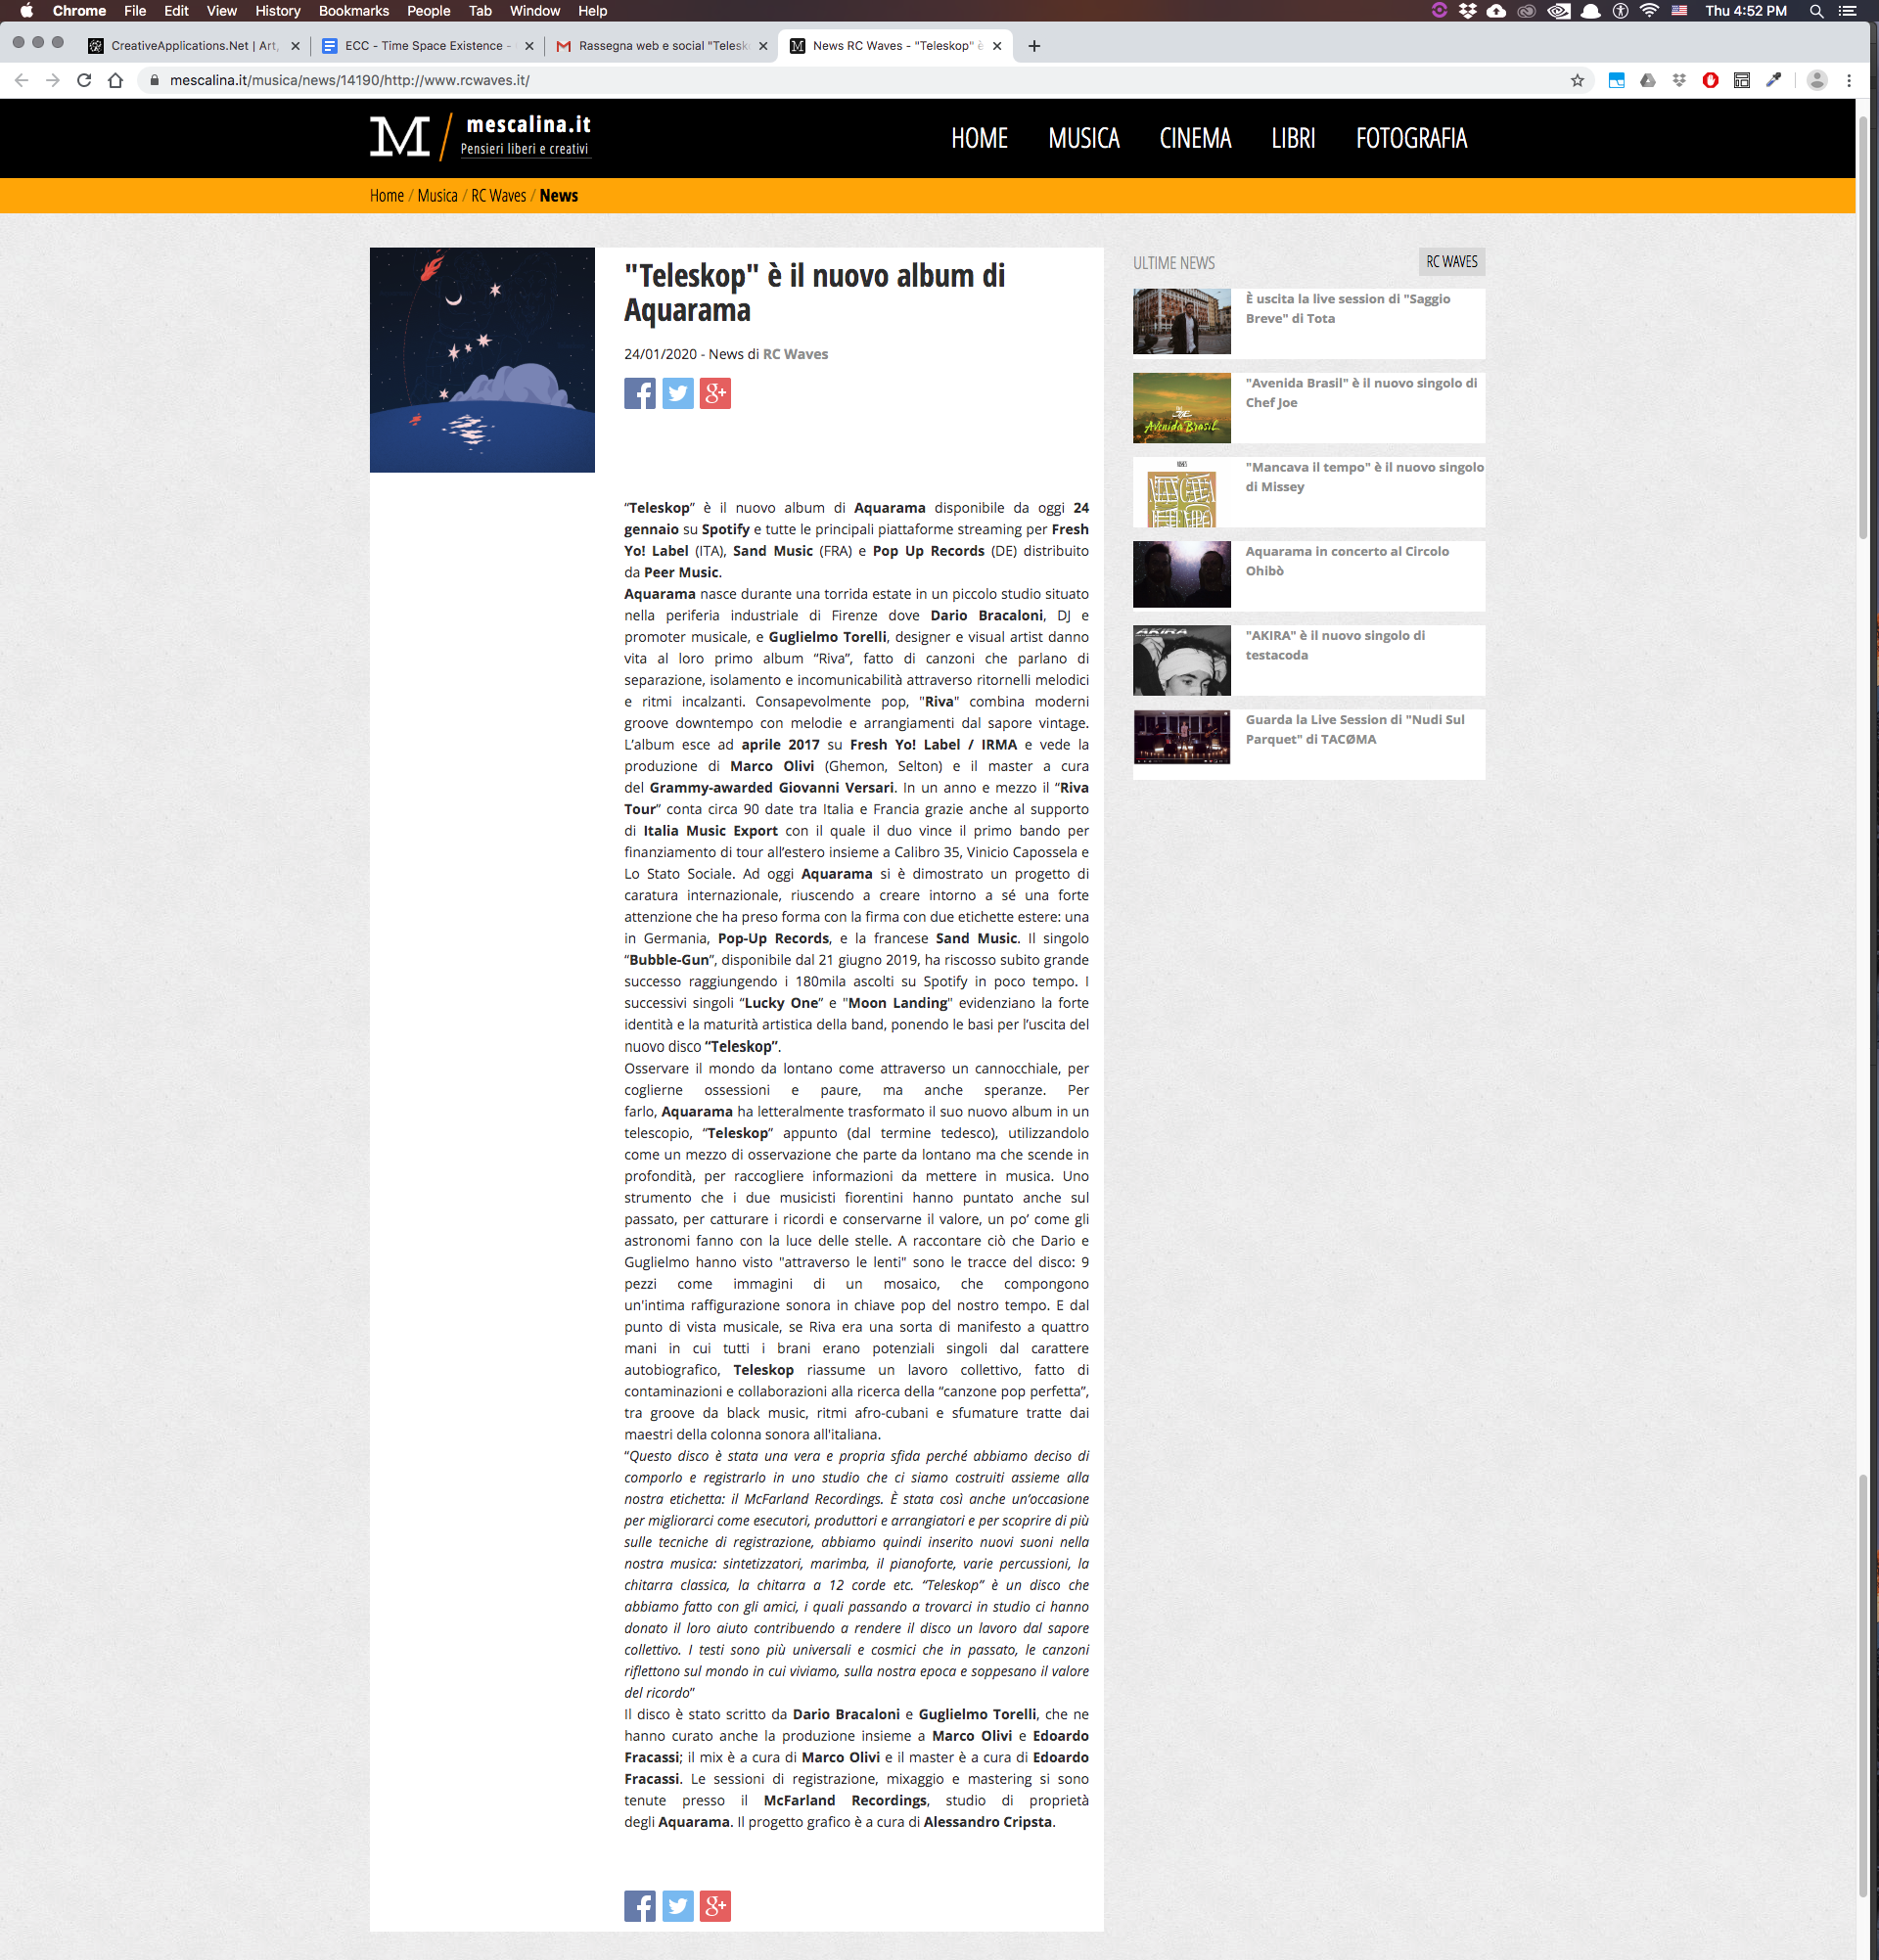 Chrome File Edit View History Bookmarks People Tab Window Help Thu 4:52 PM
CreativeApplications.Net | Art, ECC - Time Space Existence - Rassegna web e social "Telesk News RC Waves - "Teleskop" è
mescalina.it/musica/news/14190/http://www.rcwaves.it/
M / mescalina.it
Pensieri liberi e creativi
HOME MUSICA CINEMA LIBRI FOTOGRAFIA
Home / Musica / RC Waves / News
"Teleskop" è il nuovo album di
Aquarama
24/01/2020 - News di RC Waves
“Teleskop” è il nuovo album di Aquarama disponibile da oggi 24
gennaio su Spotify e tutte le principali piattaforme streaming per Fresh
Yo! Label (ITA), Sand Music (FRA) e Pop Up Records (DE) distribuito
da Peer Music.
Aquarama nasce durante una torrida estate in un piccolo studio situato
nella periferia industriale di Firenze dove Dario Bracaloni, DJ e
promoter musicale, e Guglielmo Torelli, designer e visual artist danno
vita al loro primo album “Riva”, fatto di canzoni che parlano di
separazione, isolamento e incomunicabilità attraverso ritornelli melodici
e ritmi incalzanti. Consapevolmente pop, "Riva" combina moderni
groove downtempo con melodie e arrangiamenti dal sapore vintage.
L’album esce ad aprile 2017 su Fresh Yo! Label / IRMA e vede la
produzione di Marco Olivi (Ghemon, Selton) e il master a cura
del Grammy-awarded Giovanni Versari. In un anno e mezzo il “Riva
Tour” conta circa 90 date tra Italia e Francia grazie anche al supporto
di Italia Music Export con il quale il duo vince il primo bando per
finanziamento di tour all’estero insieme a Calibro 35, Vinicio Capossela e
Lo Stato Sociale. Ad oggi Aquarama si è dimostrato un progetto di
caratura internazionale, riuscendo a creare intorno a sé una forte
attenzione che ha preso forma con la firma con due etichette estere: una
in Germania, Pop-Up Records, e la francese Sand Music. Il singolo
“Bubble-Gun”, disponibile dal 21 giugno 2019, ha riscosso subito grande
successo raggiungendo i 180mila ascolti su Spotify in poco tempo. I
successivi singoli “Lucky One” e "Moon Landing" evidenziano la forte
identità e la maturità artistica della band, ponendo le basi per l’uscita del
nuovo disco “Teleskop”.
Osservare il mondo da lontano come attraverso un cannocchiale, per
coglierne ossessioni e paure, ma anche speranze. Per
farlo, Aquarama ha letteralmente trasformato il suo nuovo album in un
telescopio, “Teleskop” appunto (dal termine tedesco), utilizzandolo
come un mezzo di osservazione che parte da lontano ma che scende in
profondità, per raccogliere informazioni da mettere in musica. Uno
strumento che i due musicisti fiorentini hanno puntato anche sul
passato, per catturare i ricordi e conservarne il valore, un po’ come gli
astronomi fanno con la luce delle stelle. A raccontare ciò che Dario e
Guglielmo hanno visto "attraverso le lenti" sono le tracce del disco: 9
pezzi come immagini di un mosaico, che compongono
un'intima raffigurazione sonora in chiave pop del nostro tempo. E dal
punto di vista musicale, se Riva era una sorta di manifesto a quattro
mani in cui tutti i brani erano potenziali singoli dal carattere
autobiografico, Teleskop riassume un lavoro collettivo, fatto di
contaminazioni e collaborazioni alla ricerca della “canzone pop perfetta”,
tra groove da black music, ritmi afro-cubani e sfumature tratte dai
maestri della colonna sonora all'italiana.
“Questo disco è stata una vera e propria sfida perché abbiamo deciso di
comporlo e registrarlo in uno studio che ci siamo costruiti assieme alla
nostra etichetta: il McFarland Recordings. È stata così anche un’occasione
per migliorarci come esecutori, produttori e arrangiatori e per scoprire di più
sulle tecniche di registrazione, abbiamo quindi inserito nuovi suoni nella
nostra musica: sintetizzatori, marimba, il pianoforte, varie percussioni, la
chitarra classica, la chitarra a 12 corde etc. “Teleskop” è un disco che
abbiamo fatto con gli amici, i quali passando a trovarci in studio ci hanno
donato il loro aiuto contribuendo a rendere il disco un lavoro dal sapore
collettivo. I testi sono più universali e cosmici che in passato, le canzoni
riflettono sul mondo in cui viviamo, sulla nostra epoca e soppesano il valore
del ricordo”
Il disco è stato scritto da Dario Bracaloni e Guglielmo Torelli, che ne
hanno curato anche la produzione insieme a Marco Olivi e Edoardo
Fracassi; il mix è a cura di Marco Olivi e il master è a cura di Edoardo
Fracassi. Le sessioni di registrazione, mixaggio e mastering si sono
tenute presso il McFarland Recordings, studio di proprietà
degli Aquarama. Il progetto grafico è a cura di Alessandro Cripsta.
ULTIME NEWS RC WAVES
È uscita la live session di "Saggio
Breve" di Tota
"Avenida Brasil" è il nuovo singolo di
Chef Joe
Avenida Brasil
"Mancava il tempo" è il nuovo singolo
di Missey
Aquarama in concerto al Circolo
Ohibò
AKIRA
"AKIRA" è il nuovo singolo di
testacoda
Guarda la Live Session di "Nudi Sul
Parquet" di TACØMA